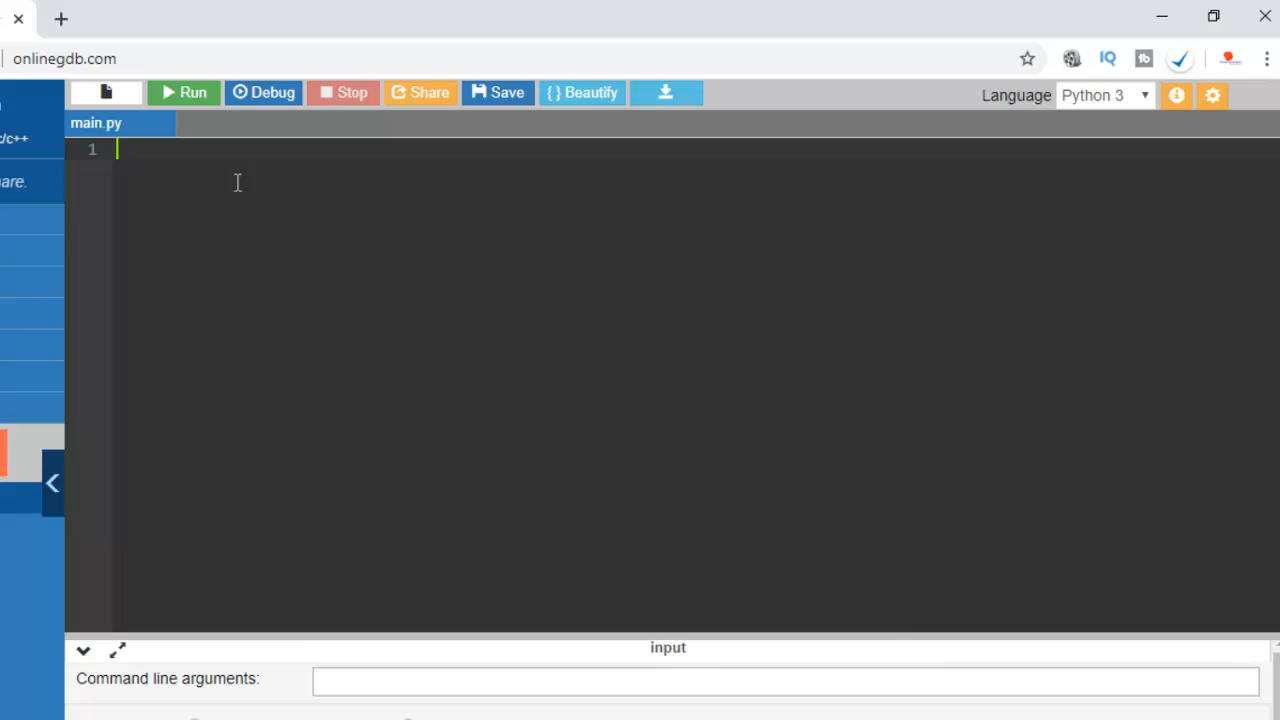 onlinegdb.com
Run Debug Stop Share Save { } Beautify
Language Python 3
main.py
c/c++
are.
1
input
Command line arguments:
IQ